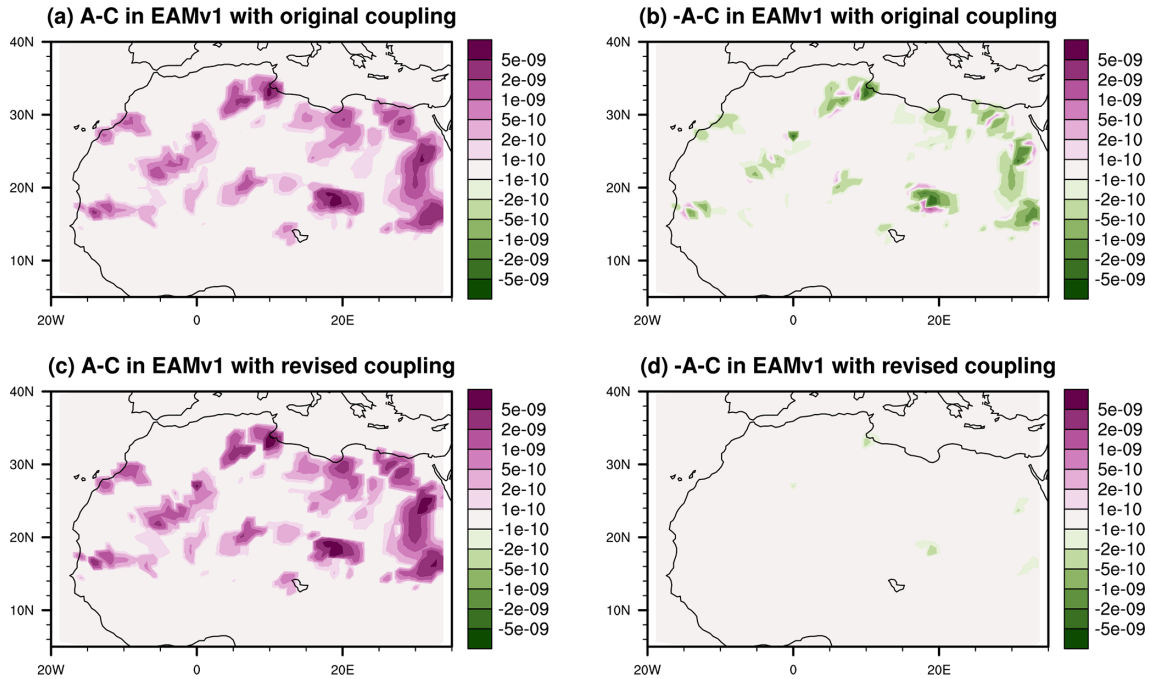 (a) A-C in EAMv1 with original coupling
40N
30N
20N
10N
20W 0 20E
5e-09
2e-09
1e-09
5e-10
2e-10
1e-10
-1e-10
-2e-10
-5e-10
-1e-09
-2e-09
-5e-09
(b) -A-C in EAMv1 with original coupling
40N
30N
20N
10N
20W 0 20E
5e-09
2e-09
1e-09
5e-10
2e-10
1e-10
-1e-10
-2e-10
-5e-10
-1e-09
-2e-09
-5e-09
(c) A-C in EAMv1 with revised coupling
40N
30N
20N
10N
20W 0 20E
5e-09
2e-09
1e-09
5e-10
2e-10
1e-10
-1e-10
-2e-10
-5e-10
-1e-09
-2e-09
-5e-09
(d) -A-C in EAMv1 with revised coupling
40N
30N
20N
10N
20W 0 20E
5e-09
2e-09
1e-09
5e-10
2e-10
1e-10
-1e-10
-2e-10
-5e-10
-1e-09
-2e-09
-5e-09